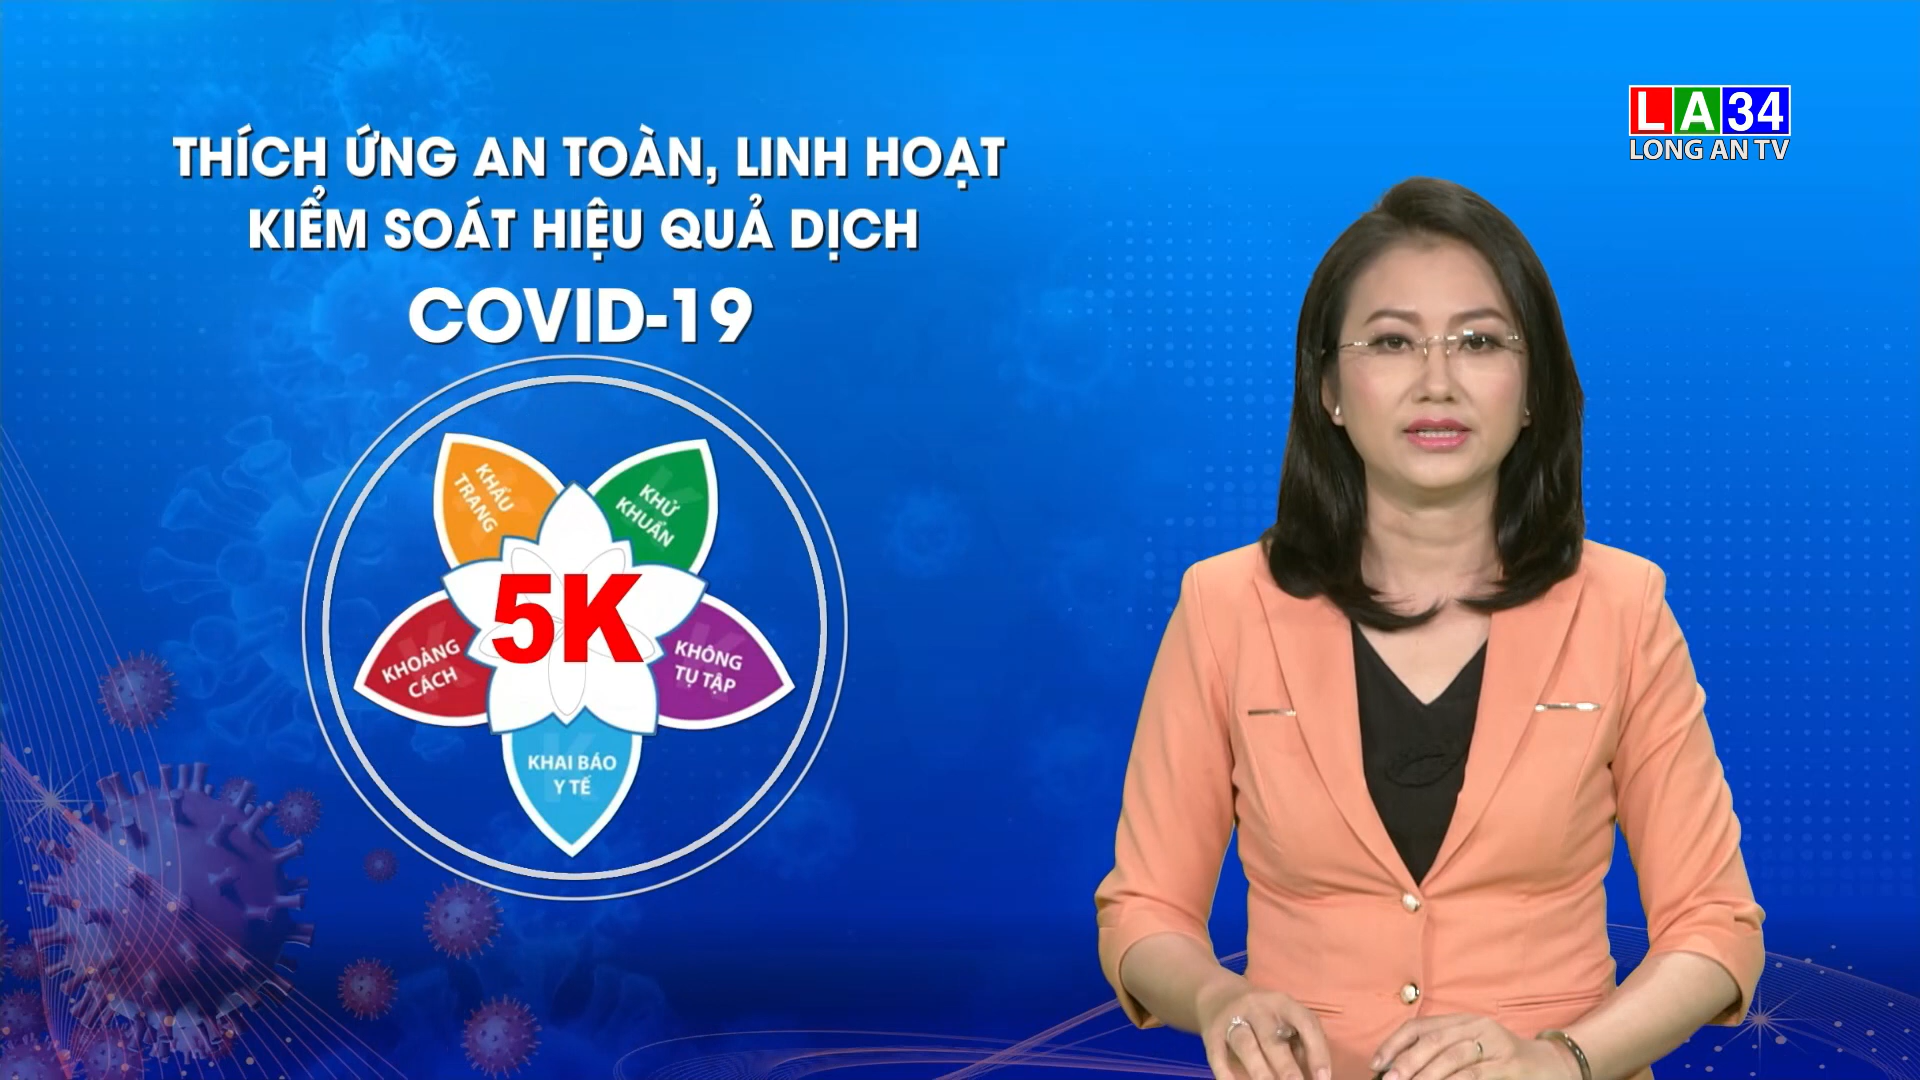 LA34
LONG AN TV
THÍCH ỨNG AN TOÀN, LINH HOẠT
KIỂM SOÁT HIỆU QUẢ DỊCH
COVID-19
KHẨU
TRANG
KHỬ
KHUẨN
5K
KHOẢNG
CÁCH
KHÔNG
TỤ TẬP
KHAI BÁO
Y TẾ